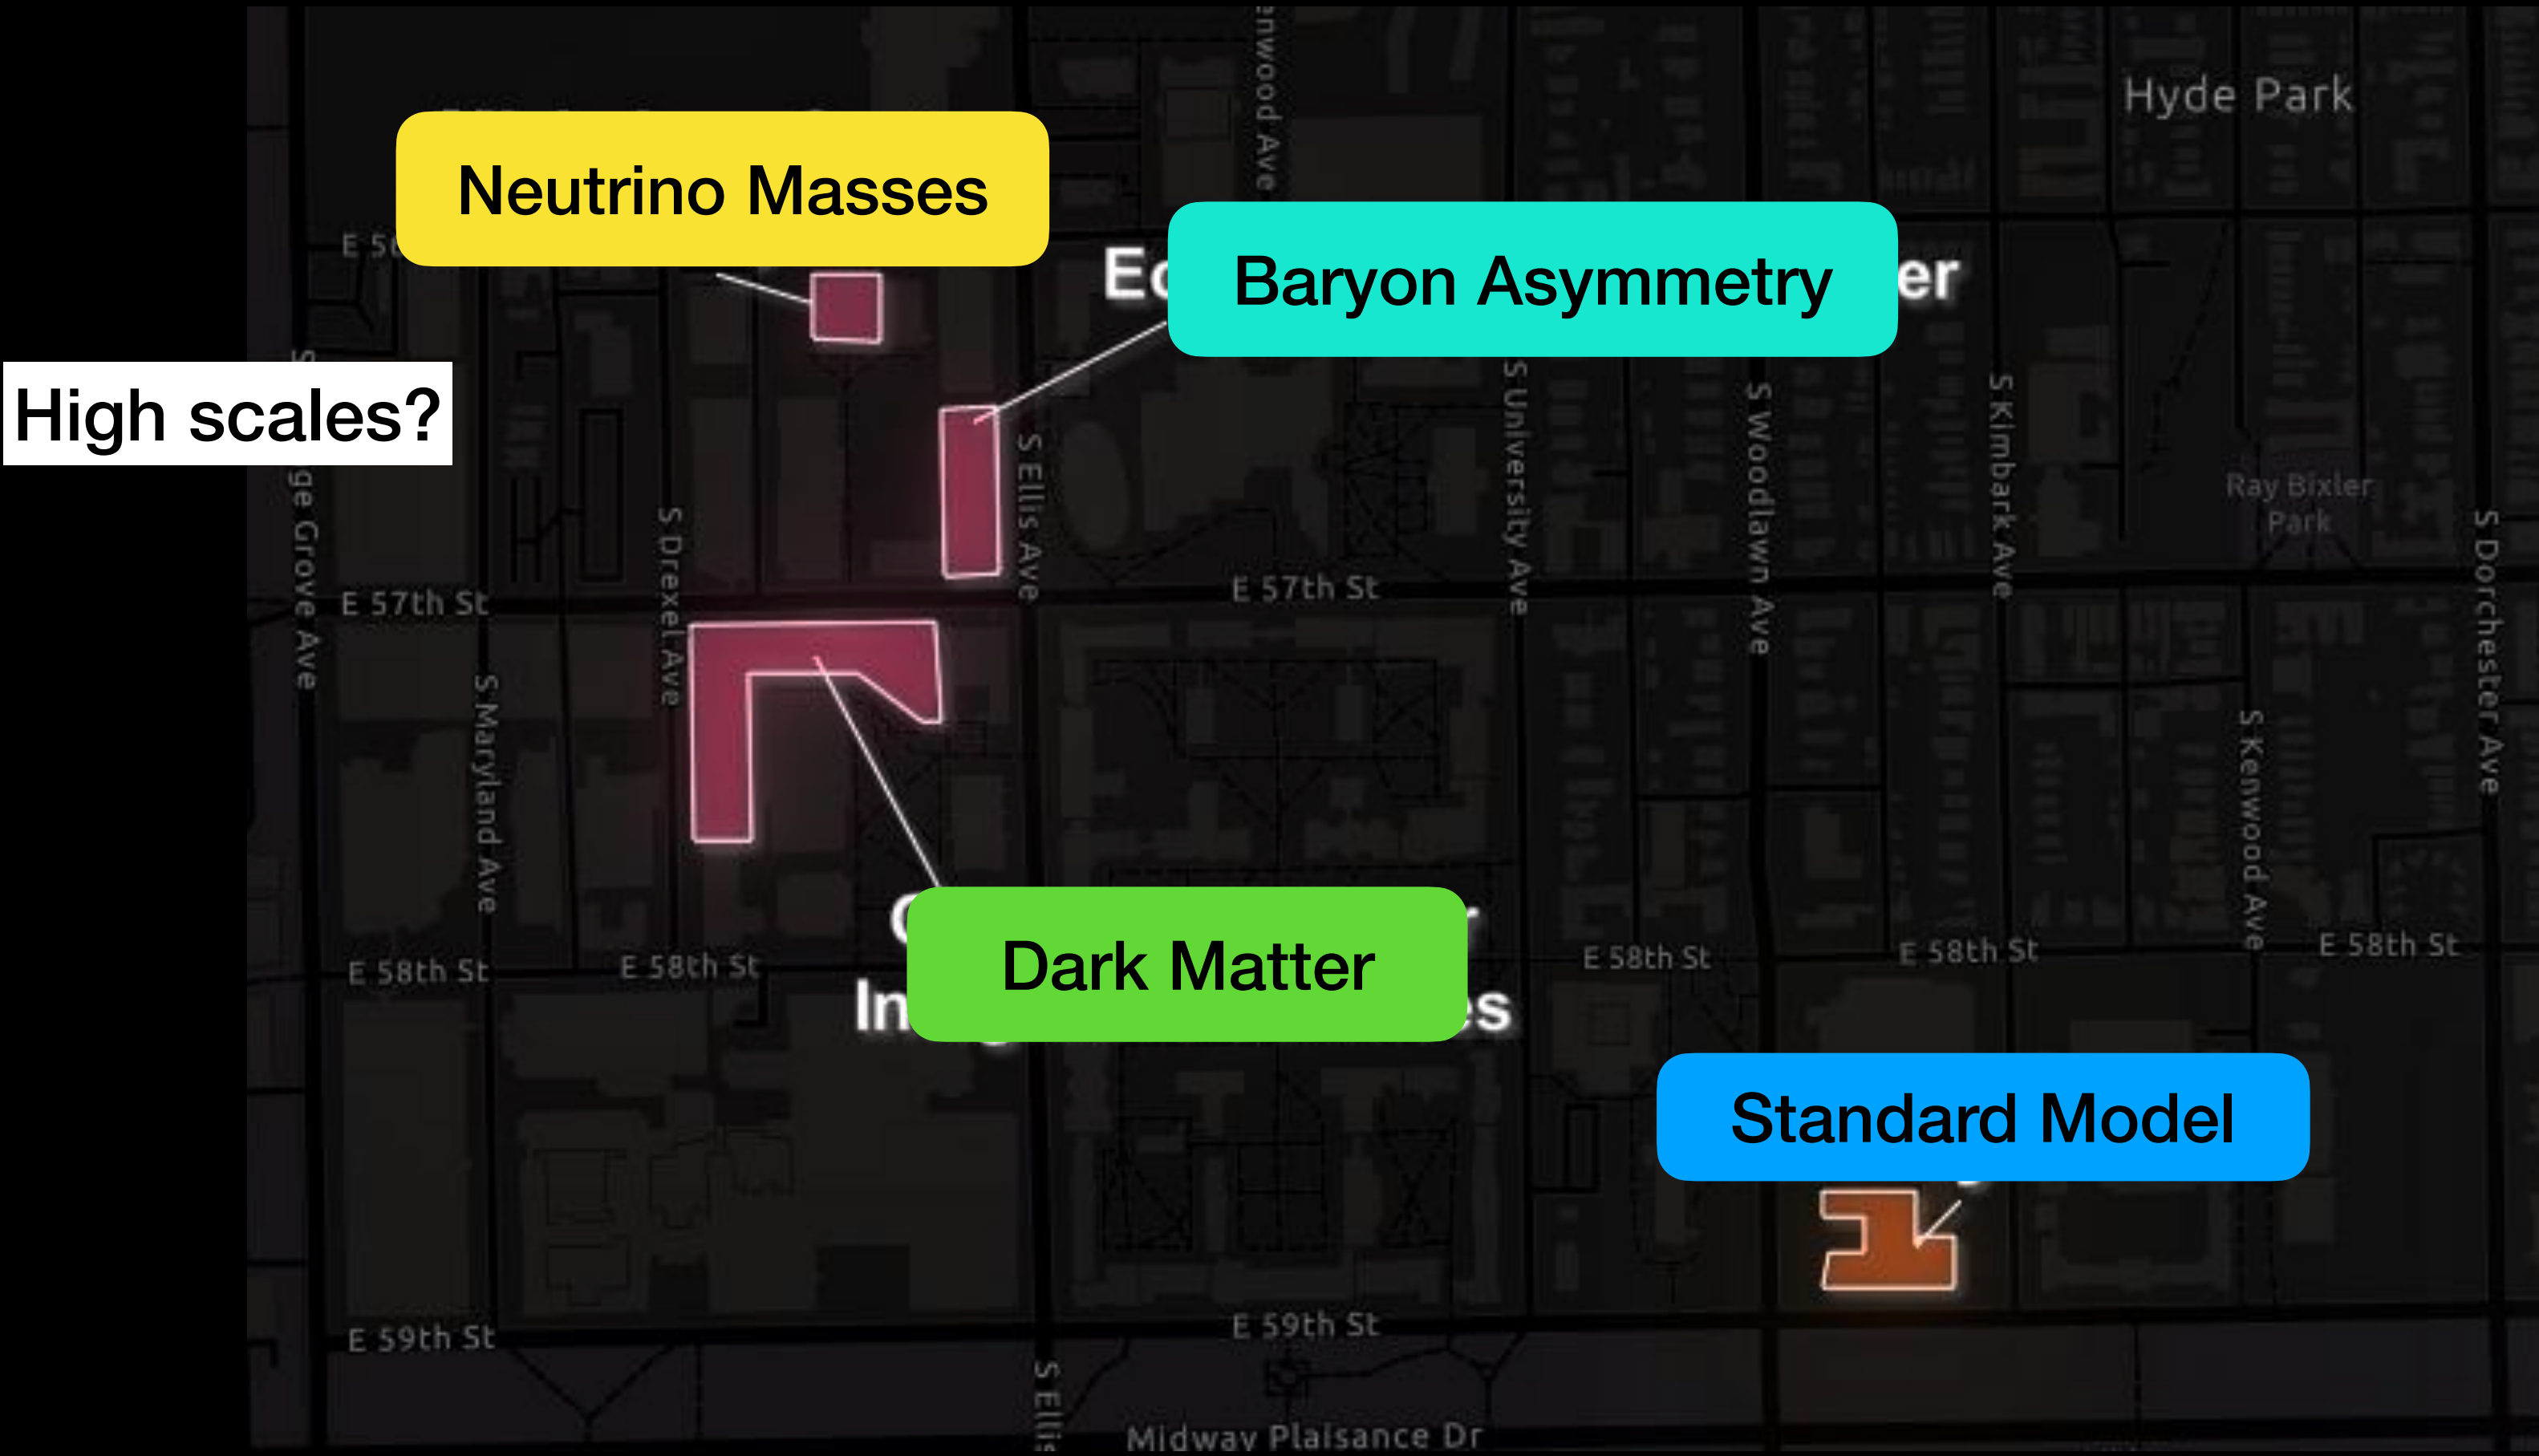 Hyde Park
Neutrino Masses
Baryon Asymmetry
High scales?
S Ellis Ave
S University Ave
S Woodlawn Ave
S Kimbark Ave
Ray Bixler
Park
S Dorchester Ave
S Drexel Ave
E 57th St
E 57th St
S Maryland Ave
S Kenwood Ave
Dark Matter
E 58th St
E 58th St
E 58th St
E 58th St
E 58th St
Standard Model
E 59th St
E 59th St
Midway Plaisance Dr